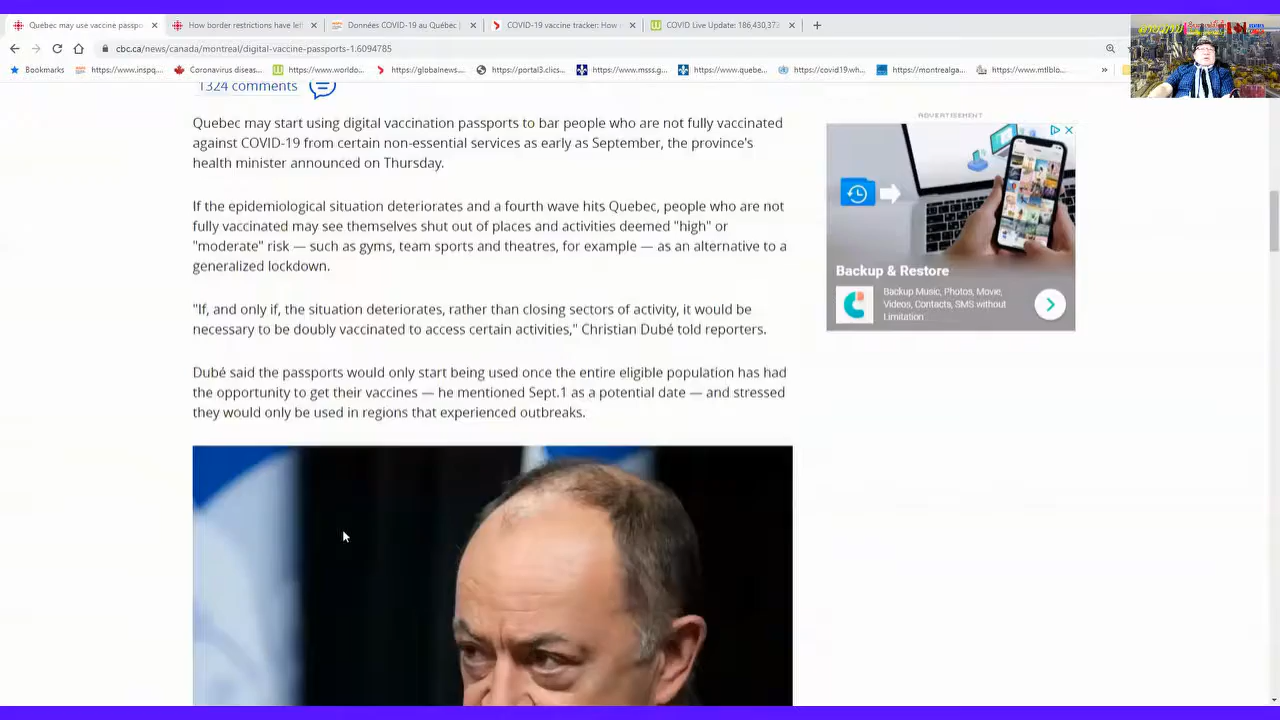 Québec may use vaccine passpo
How border restrictions have left
Données COVID-19 au Québec |
COVID-19 vaccine tracker: How
COVID Live Update: 186,430,37
cbc.ca/news/canada/montreal/digital-vaccine-passports-1.6094785
Bookmarks
https://www.inspq...
Coronavirus diseas...
https://www.worldo...
https://globalnews....
https://portal3.clics...
https://www.msss.g...
https://www.quebe...
https://covid19.wh...
https://montrealga...
https://www.mtlblo...
»
1324 comments
Quebec may start using digital vaccination passports to bar people who are not fully vaccinated
against COVID-19 from certain non-essential services as early as September, the province's
health minister announced on Thursday.
If the epidemiological situation deteriorates and a fourth wave hits Quebec, people who are not
fully vaccinated may see themselves shut out of places and activities deemed "high" or
"moderate" risk — such as gyms, team sports and theatres, for example — as an alternative to a
generalized lockdown.
"If, and only if, the situation deteriorates, rather than closing sectors of activity, it would be
necessary to be doubly vaccinated to access certain activities," Christian Dubé told reporters.
Dubé said the passports would only start being used once the entire eligible population has had
the opportunity to get their vaccines — he mentioned Sept.1 as a potential date — and stressed
they would only be used in regions that experienced outbreaks.
ADVERTISEMENT
Backup & Restore
Backup Music, Photos, Movie,
Videos, Contacts, SMS without
Limitation